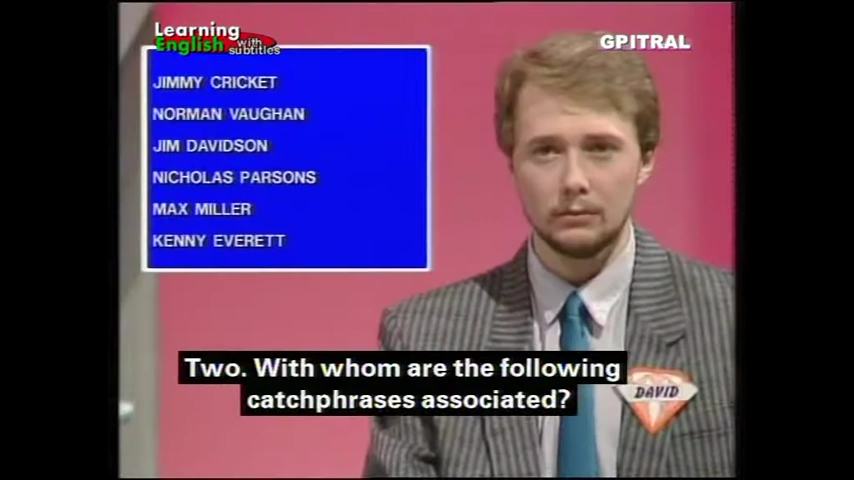 Learning
English with
subtitles
GPITRAL
JIMMY CRICKET
NORMAN VAUGHAN
JIM DAVIDSON
NICHOLAS PARSONS
MAX MILLER
KENNY EVERETT
Two. With whom are the following
catchphrases associated?
DAVID